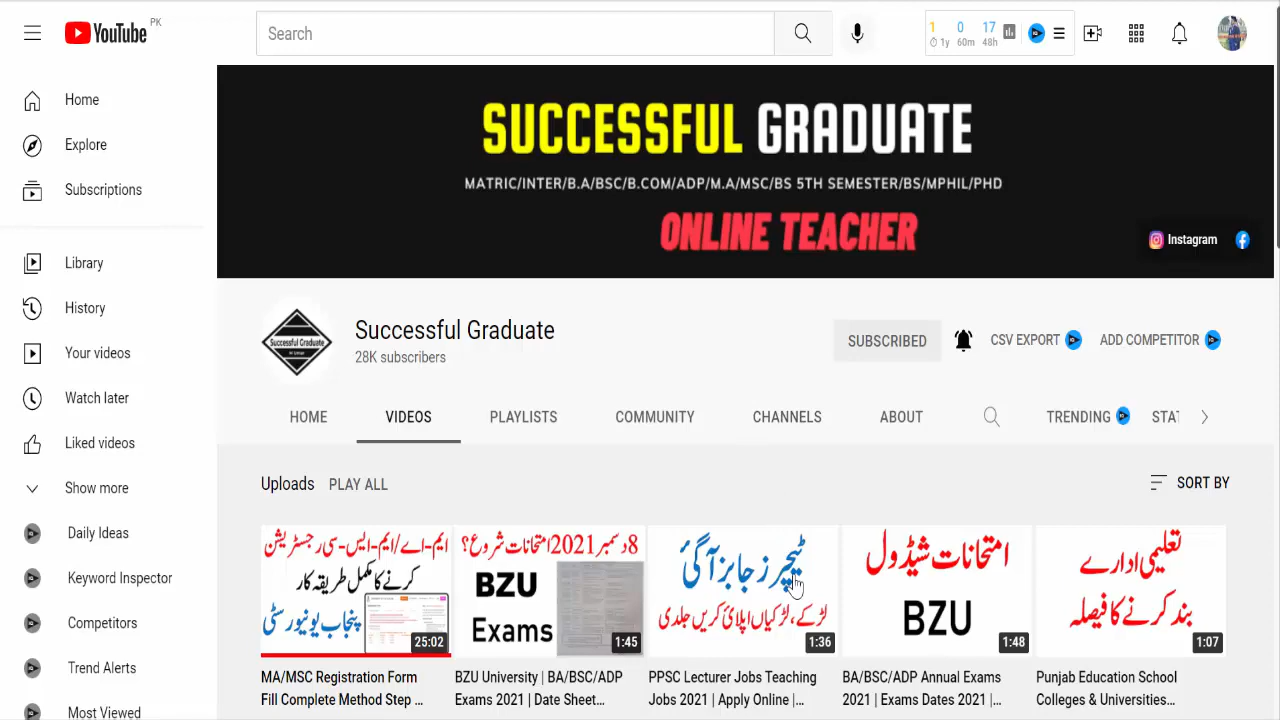 YouTube PK
Search
1 0 17
1y 60m 48h
Home
Explore
Subscriptions
Library
History
Your videos
Watch later
Liked videos
Show more
Daily Ideas
Keyword Inspector
Competitors
Trend Alerts
Most Viewed
SUCCESSFUL GRADUATE
MATRIC/INTER/B.A/BSC/B.COM/ADP/M.A/MSC/BS 5TH SEMESTER/BS/MPHIL/PHD
ONLINE TEACHER
Instagram
Successful Graduate
Successful Graduate
28K subscribers
SUBSCRIBED
CSV EXPORT
ADD COMPETITOR
HOME VIDEOS PLAYLISTS COMMUNITY CHANNELS ABOUT TRENDING STAT
Uploads PLAY ALL
SORT BY
ایم-اے/ایم-ایس-سی رجسٹریشن
کرنے کا مکمل طریقہ کار
پنجاب یونیورسٹی
25:02
MA/MSC Registration Form
Fill Complete Method Step ...
8 دسمبر 2021 امتحانات شروع؟
BZU
Exams
1:45
BZU University | BA/BSC/ADP
Exams 2021 | Date Sheet...
ٹیچرز جابز آگئ
لڑکے،لڑکیاں اپلائ کریں جلدی
1:36
PPSC Lecturer Jobs Teaching
Jobs 2021 | Apply Online |...
امتحانات شیڈول
BZU
1:48
BA/BSC/ADP Annual Exams
2021 | Exams Dates 2021 |...
تعلیمی ادارے
بند کرنے کا فیصلہ
1:07
Punjab Education School
Colleges & Universities...